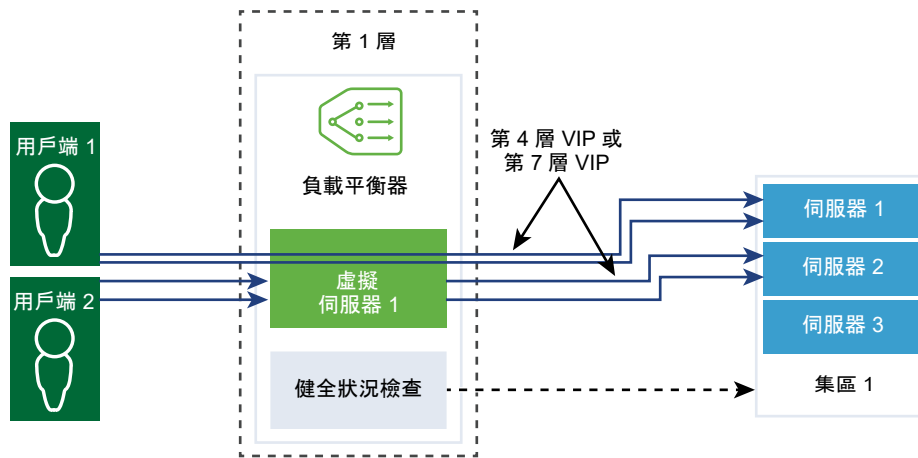 第 1 層
用戶端 1
負載平衡器
第 4 層 VIP 或
第 7 層 VIP
伺服器 1
虛擬
伺服器 1
伺服器 2
用戶端 2
伺服器 3
健全狀況檢查
集區 1